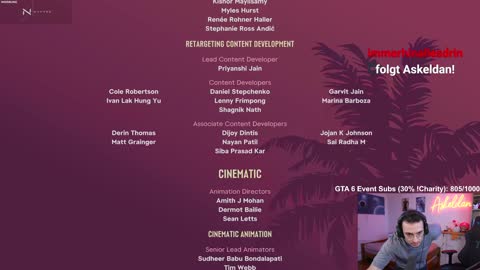 Kishor Mayilsamy
Myles Hurst
Renée Rohner Haller
Stephanie Ross Andić
RETARGETING CONTENT DEVELOPMENT
Lead Content Developer
Priyanshi Jain
Content Developers
Cole Robertson Daniel Stepchenko Garvit Jain
Ivan Lak Hung Yu Lenny Frimpong Marina Barboza
Shagnik Nath
Associate Content Developers
Derin Thomas Dijoy Dintis Jojan K Johnson
Matt Grainger Nayan Patil Sai Radha M
Siba Prasad Kar
CINEMATIC
Animation Directors
Amith J Mohan
Dermot Bailie
Sean Letts
CINEMATIC ANIMATION
Senior Lead Animators
Sudheer Babu Bondalapati
Tim Webb
folgt Askeldan!
GTA 6 Event Subs (30% !Charity): 805/1000
Askeldan